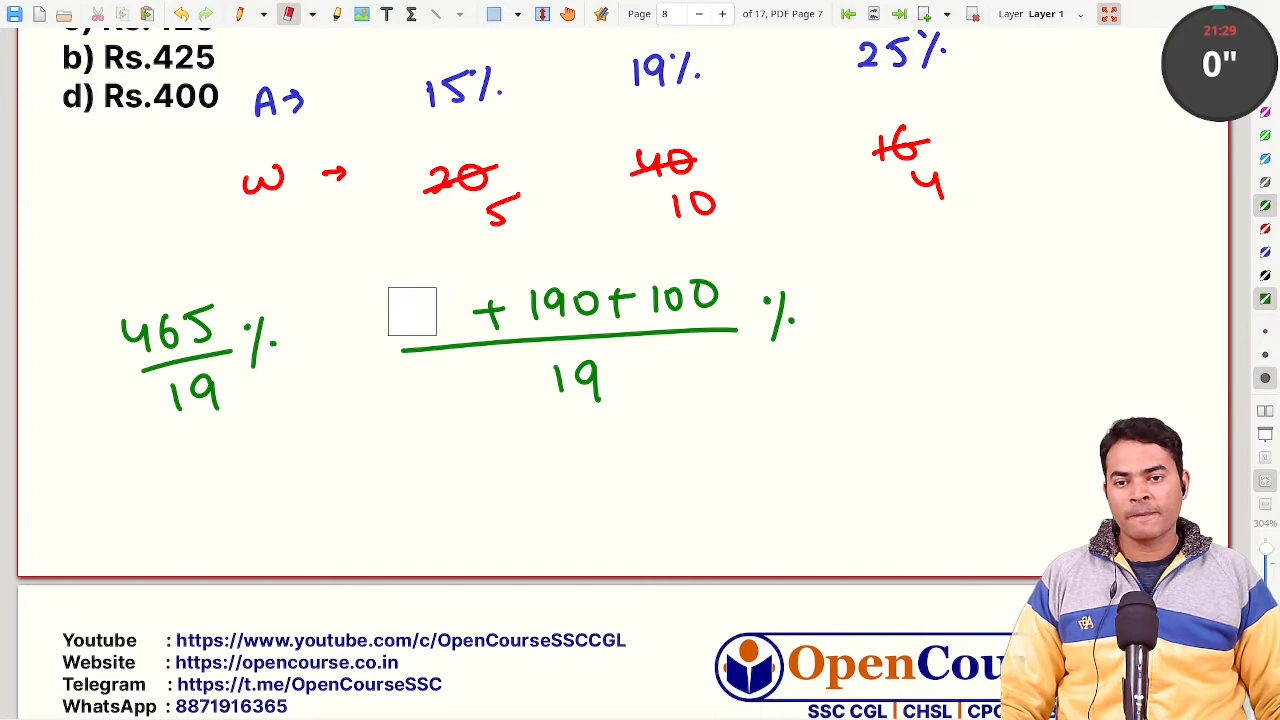 Page 8 of 17. PDF Page 7
Layer Layer 1
21:29
0"
b) Rs.425
d) Rs.400
A→ 15% 19% 25%
W → 20 40 16
5 10 4
465/19 % + 190+100/19 %
304%
Youtube : https://www.youtube.com/c/OpenCourseSSCCGL
Website : https://opencourse.co.in
Telegram : https://t.me/OpenCourseSSC
WhatsApp : 8871916365
OpenCou
SSC CGL | CHSL | CPO